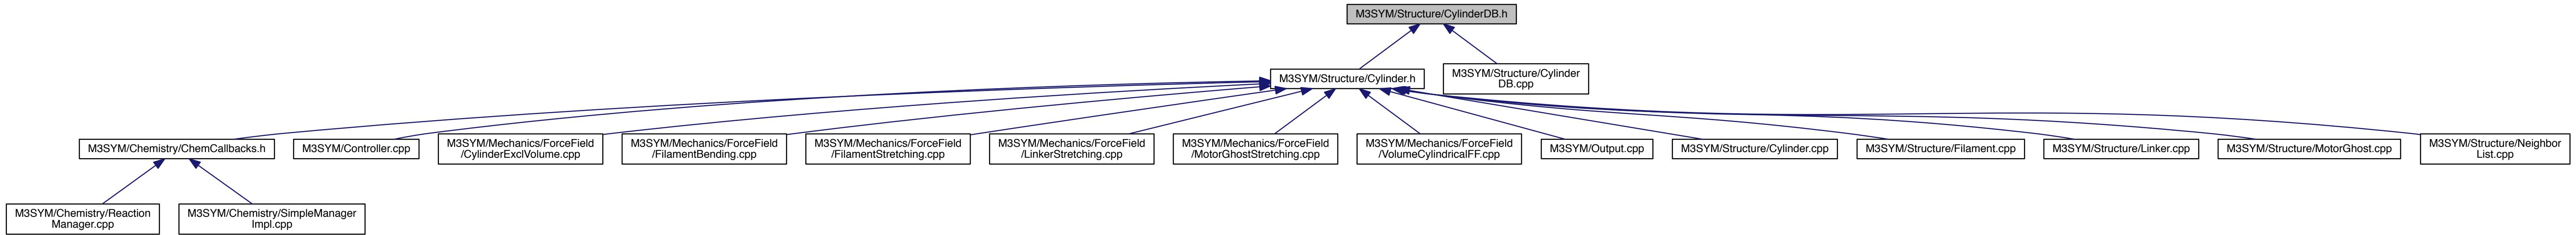 M3SYM/Structure/CylinderDB.h
M3SYM/Structure/Cylinder.h
M3SYM/Structure/Cylinder
DB.cpp
M3SYM/Chemistry/ChemCallbacks.h
M3SYM/Controller.cpp
M3SYM/Mechanics/ForceField
/CylinderExclVolume.cpp
M3SYM/Mechanics/ForceField
/FilamentBending.cpp
M3SYM/Mechanics/ForceField
/FilamentStretching.cpp
M3SYM/Mechanics/ForceField
/LinkerStretching.cpp
M3SYM/Mechanics/ForceField
/MotorGhostStretching.cpp
M3SYM/Mechanics/ForceField
/VolumeCylindricalFF.cpp
M3SYM/Output.cpp
M3SYM/Structure/Cylinder.cpp
M3SYM/Structure/Filament.cpp
M3SYM/Structure/Linker.cpp
M3SYM/Structure/MotorGhost.cpp
M3SYM/Structure/Neighbor
List.cpp
M3SYM/Chemistry/Reaction
Manager.cpp
M3SYM/Chemistry/SimpleManager
Impl.cpp